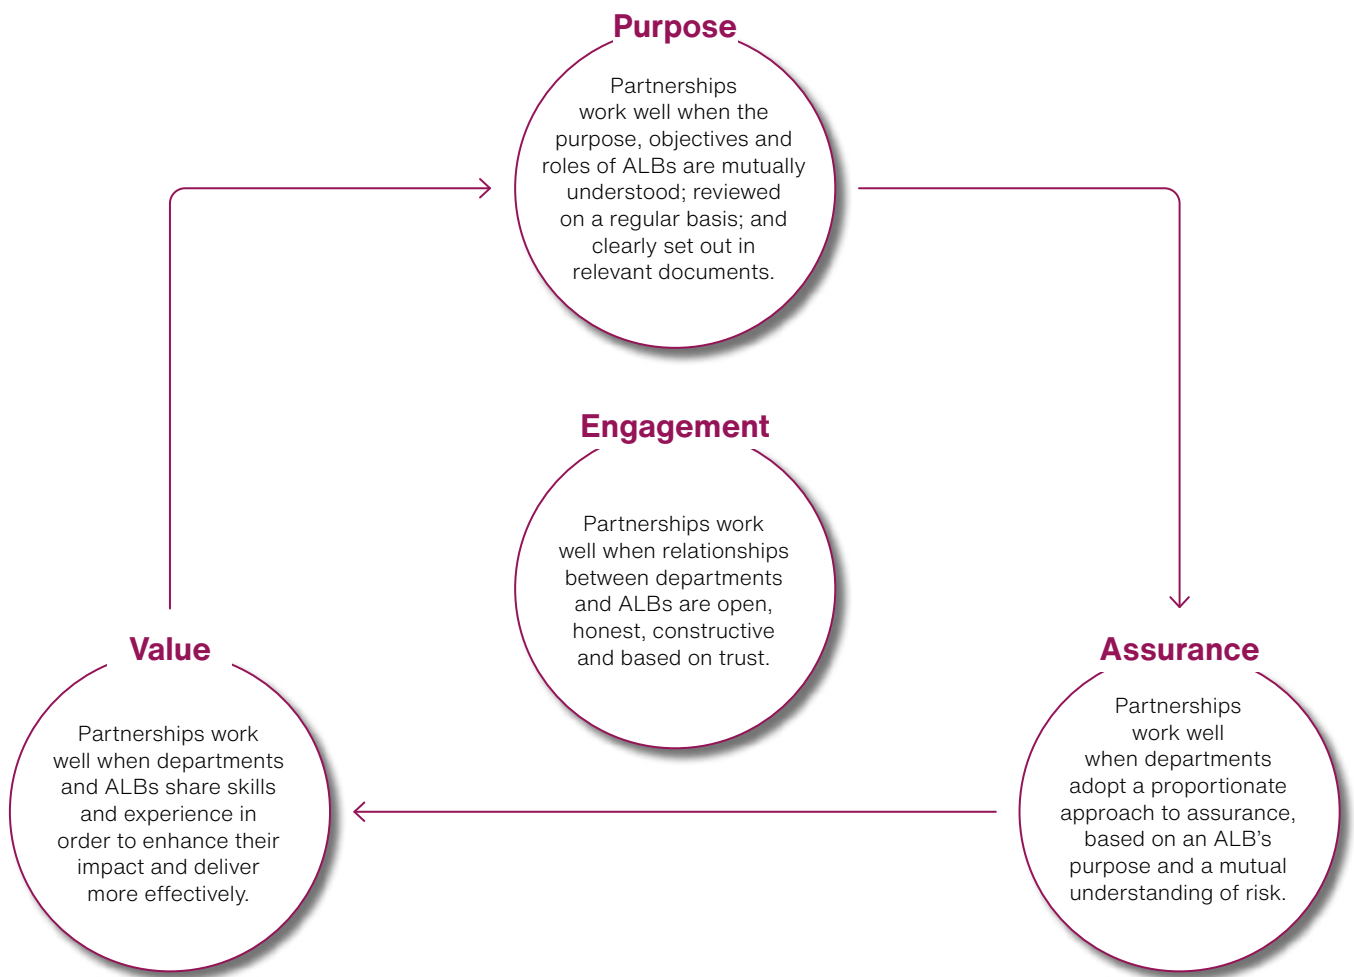 Purpose
Partnerships
work well when the
purpose, objectives and
roles of ALBs are mutually
understood; reviewed
on a regular basis; and
clearly set out in
relevant documents.
Engagement
Partnerships work
well when relationships
between departments
and ALBs are open,
honest, constructive
and based on trust.
Value
Partnerships work
well when departments
and ALBs share skills
and experience in
order to enhance their
impact and deliver
more effectively.
Assurance
Partnerships
work well
when departments
adopt a proportionate
approach to assurance,
based on an ALB’s
purpose and a mutual
understanding of risk.